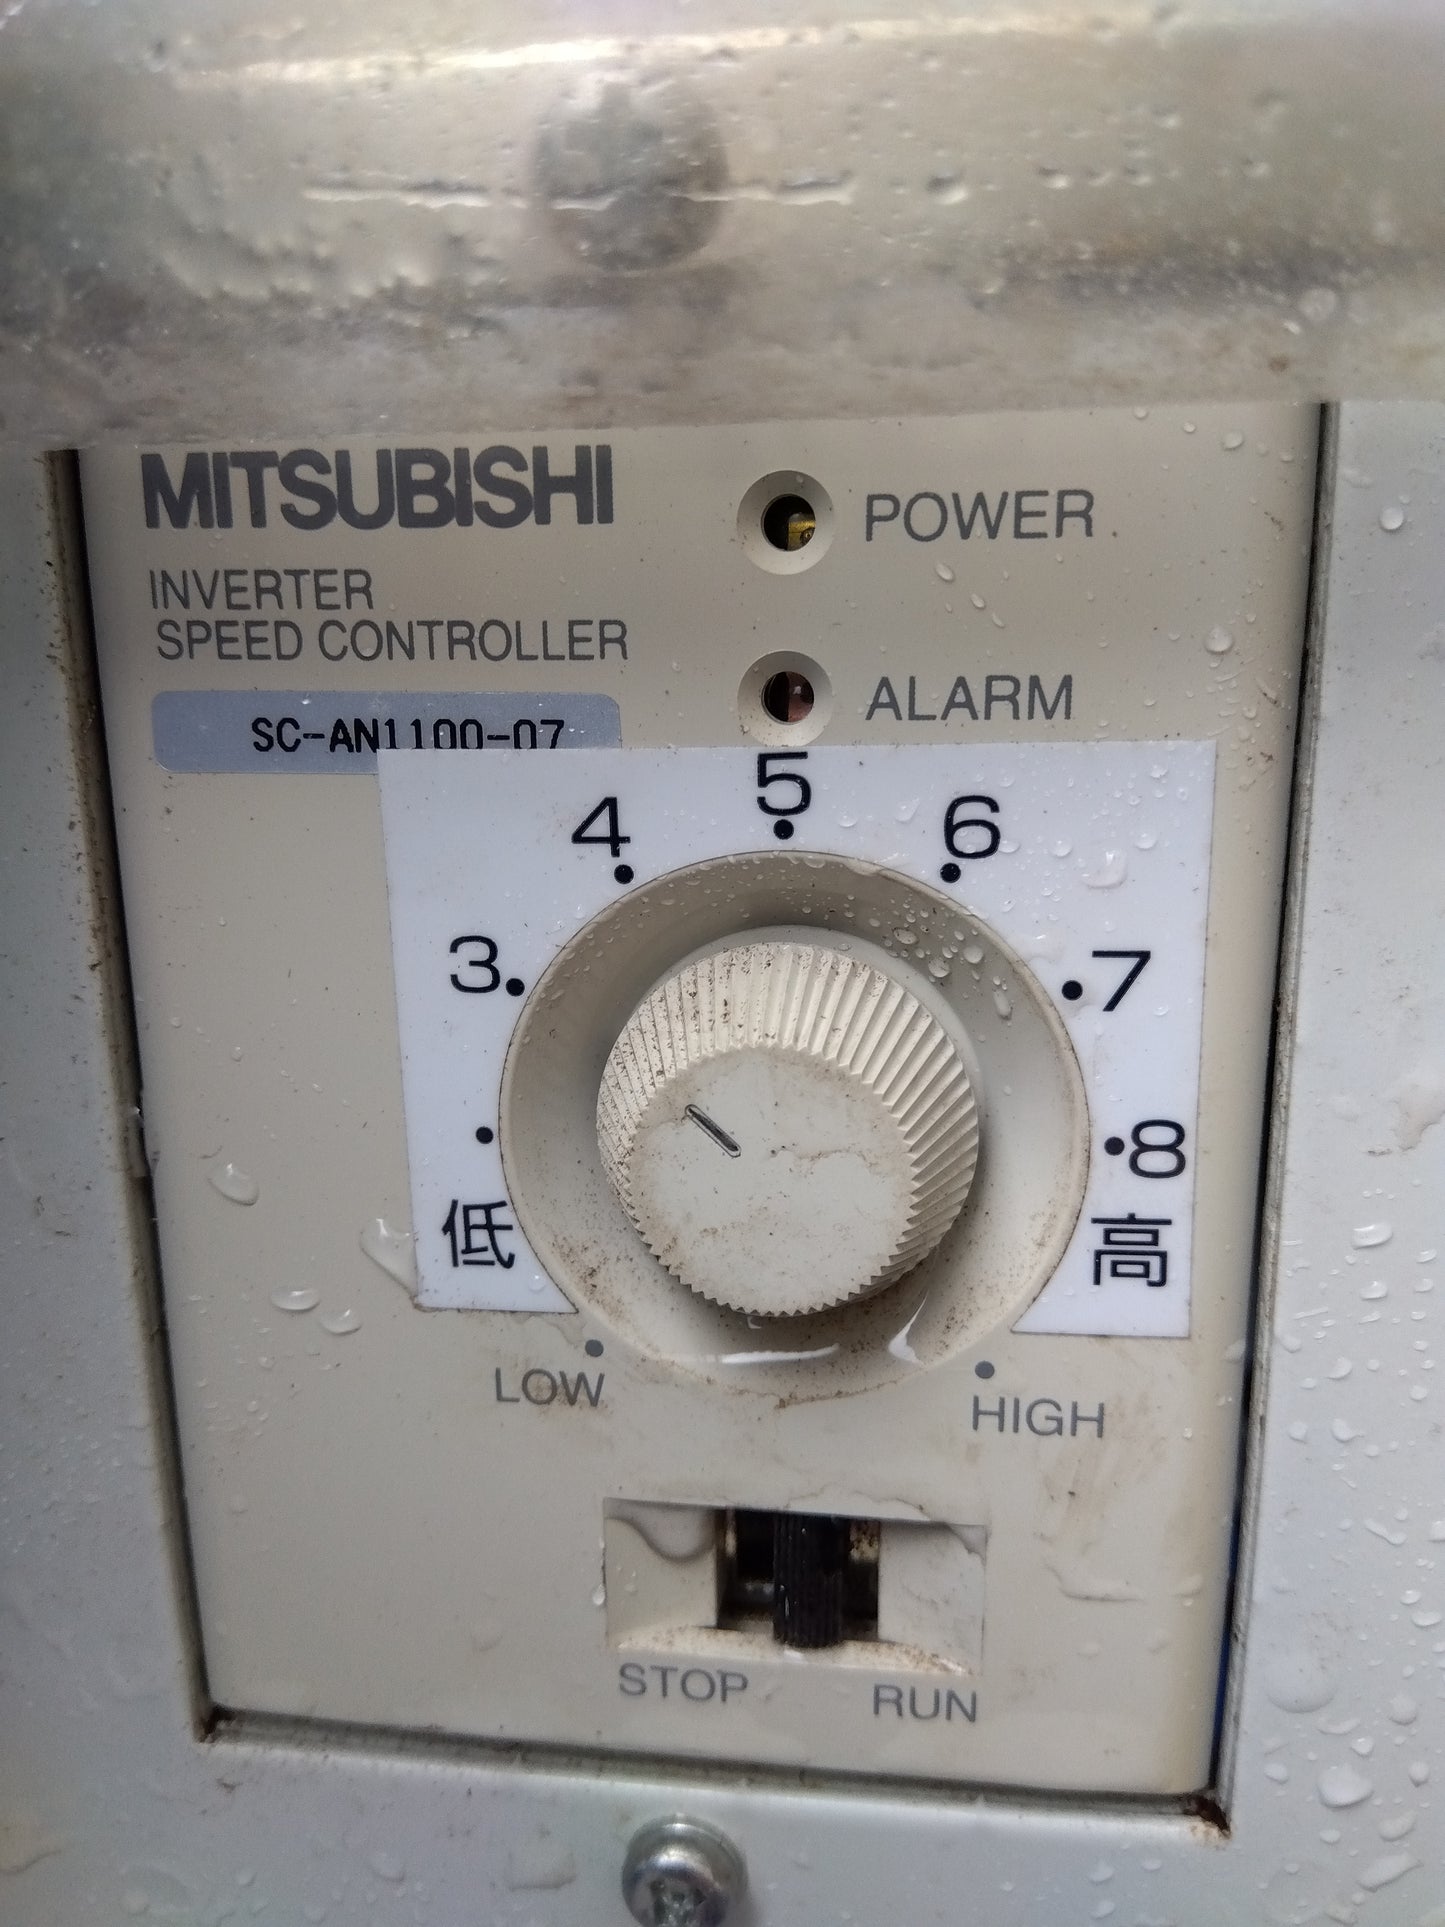 MITSUBISHI
POWER
INVERTER
SPEED CONTROLLER
ALARM
SC-AN1100-07
5
4
6
3
7
8
低
高
LOW
HIGH
STOP
RUN